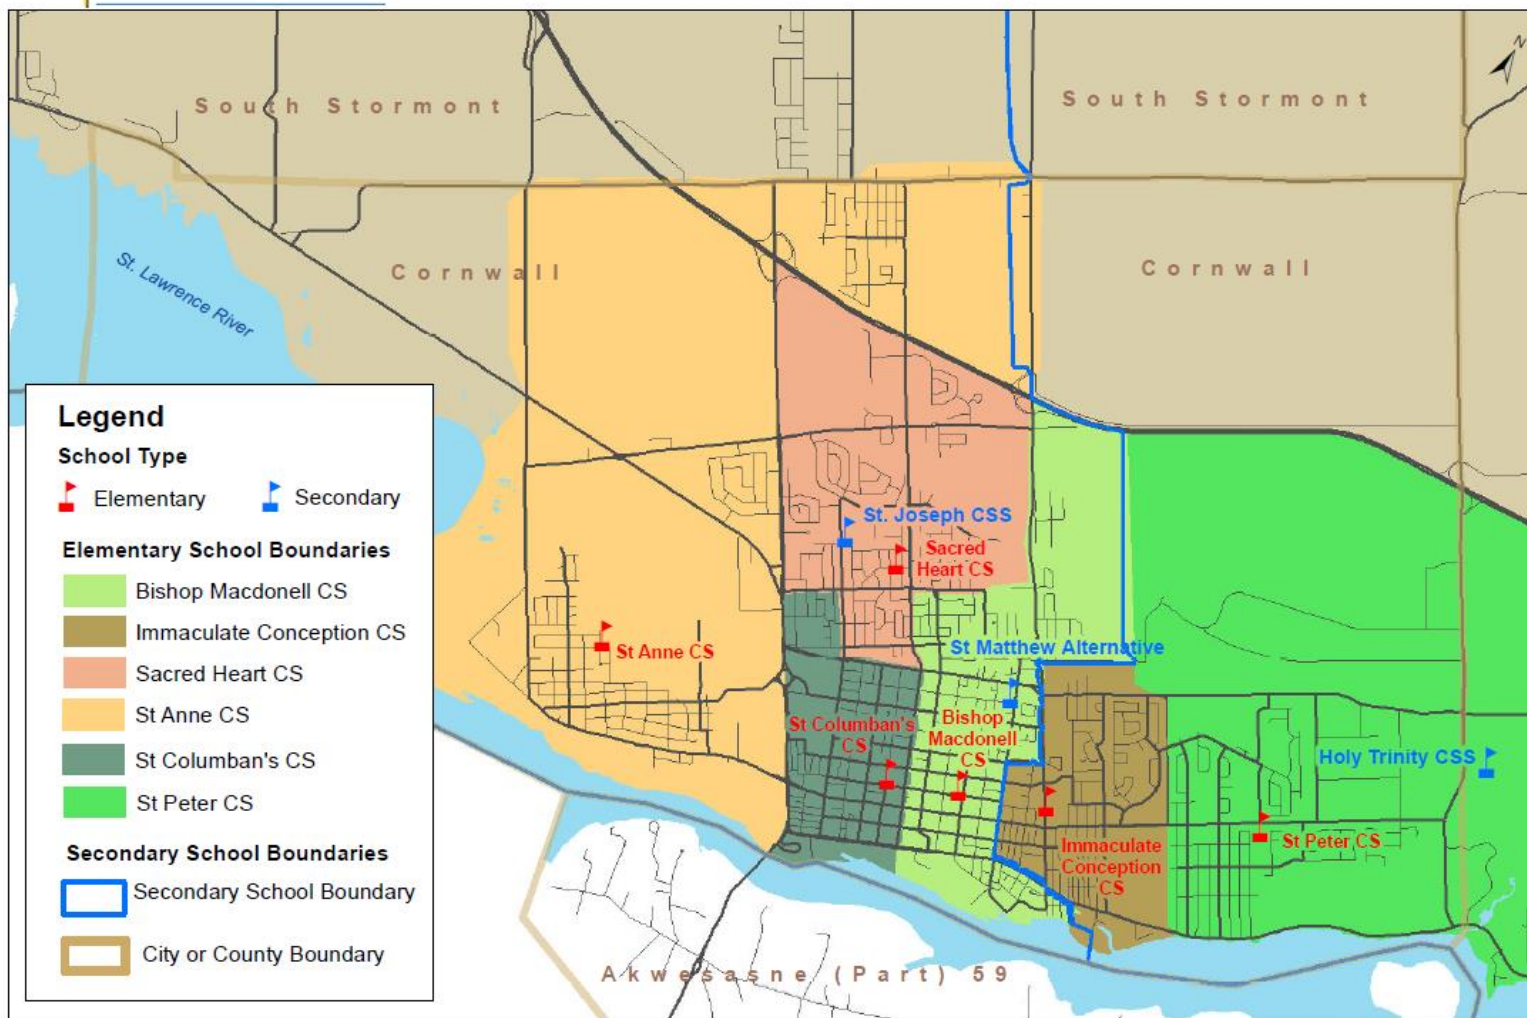 N
South Stormont
South Stormont
St. Lawrence River
Cornwall
Cornwall
Legend
School Type
Elementary
Secondary
Elementary School Boundaries
Bishop Macdonell CS
Immaculate Conception CS
Sacred Heart CS
St Anne CS
St Columban's CS
St Peter CS
Secondary School Boundaries
Secondary School Boundary
City or County Boundary
St. Joseph CSS
Sacred
Heart CS
St Anne CS
St Matthew Alternative
St Columban's
CS
Bishop
Macdonell
CS
Holy Trinity CSS
Immaculate
Conception
CS
St Peter CS
Akwesasne (Part) 59